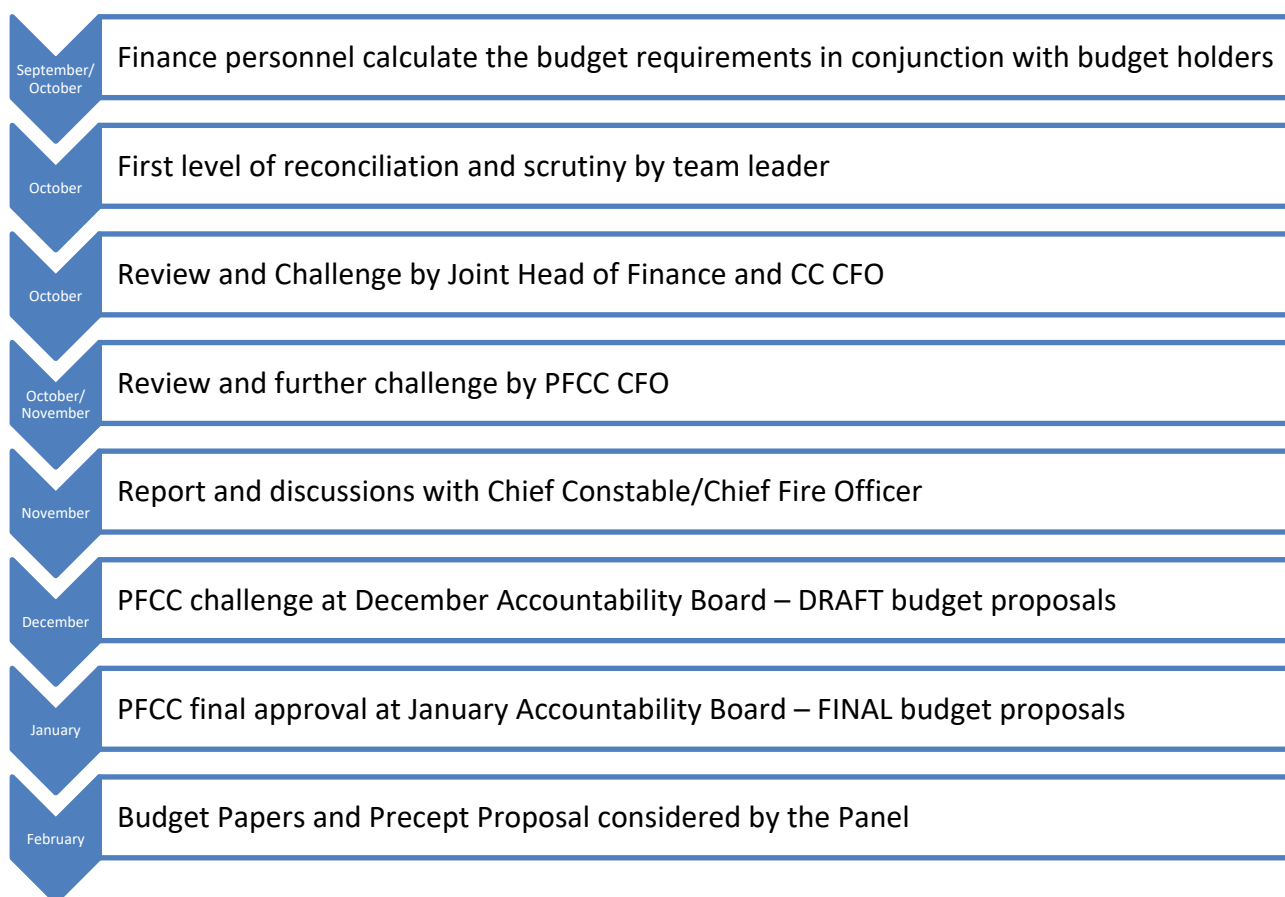 September/
October
Finance personnel calculate the budget requirements in conjunction with budget holders
October
First level of reconciliation and scrutiny by team leader
October
Review and Challenge by Joint Head of Finance and CC CFO
October/
November
Review and further challenge by PFCC CFO
November
Report and discussions with Chief Constable/Chief Fire Officer
December
PFCC challenge at December Accountability Board – DRAFT budget proposals
January
PFCC final approval at January Accountability Board – FINAL budget proposals
February
Budget Papers and Precept Proposal considered by the Panel